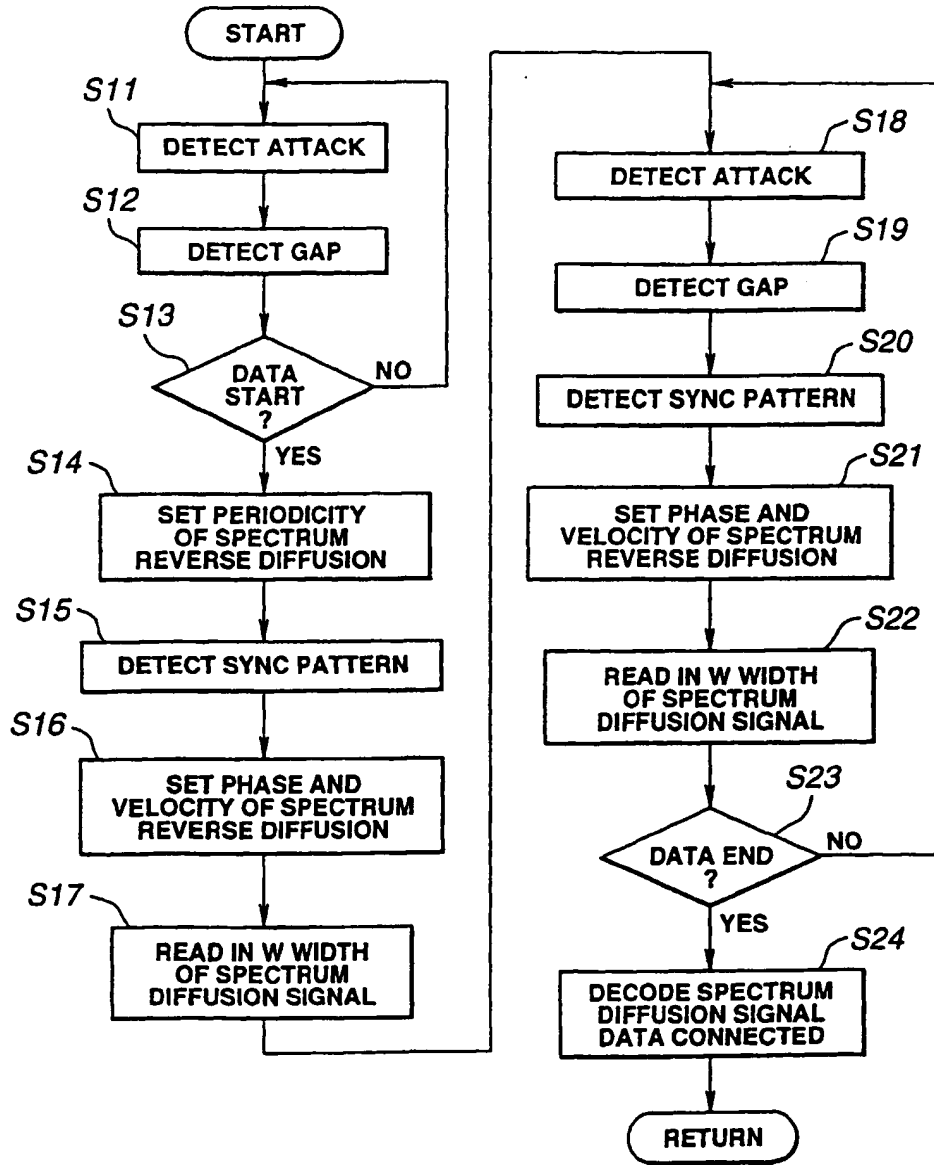 START
S11
DETECT ATTACK
S12
DETECT GAP
S13
DATA
START
?
NO
YES
S14
SET PERIODICITY
OF SPECTRUM
REVERSE DIFFUSION
S15
DETECT SYNC PATTERN
S16
SET PHASE AND
VELOCITY OF SPECTRUM
REVERSE DIFFUSION
S17
READ IN W WIDTH
OF SPECTRUM
DIFFUSION SIGNAL
S18
DETECT ATTACK
S19
DETECT GAP
S20
DETECT SYNC PATTERN
S21
SET PHASE AND
VELOCITY OF SPECTRUM
REVERSE DIFFUSION
S22
READ IN W WIDTH
OF SPECTRUM
DIFFUSION SIGNAL
S23
DATA END
?
NO
YES
S24
DECODE SPECTRUM
DIFFUSION SIGNAL
DATA CONNECTED
RETURN